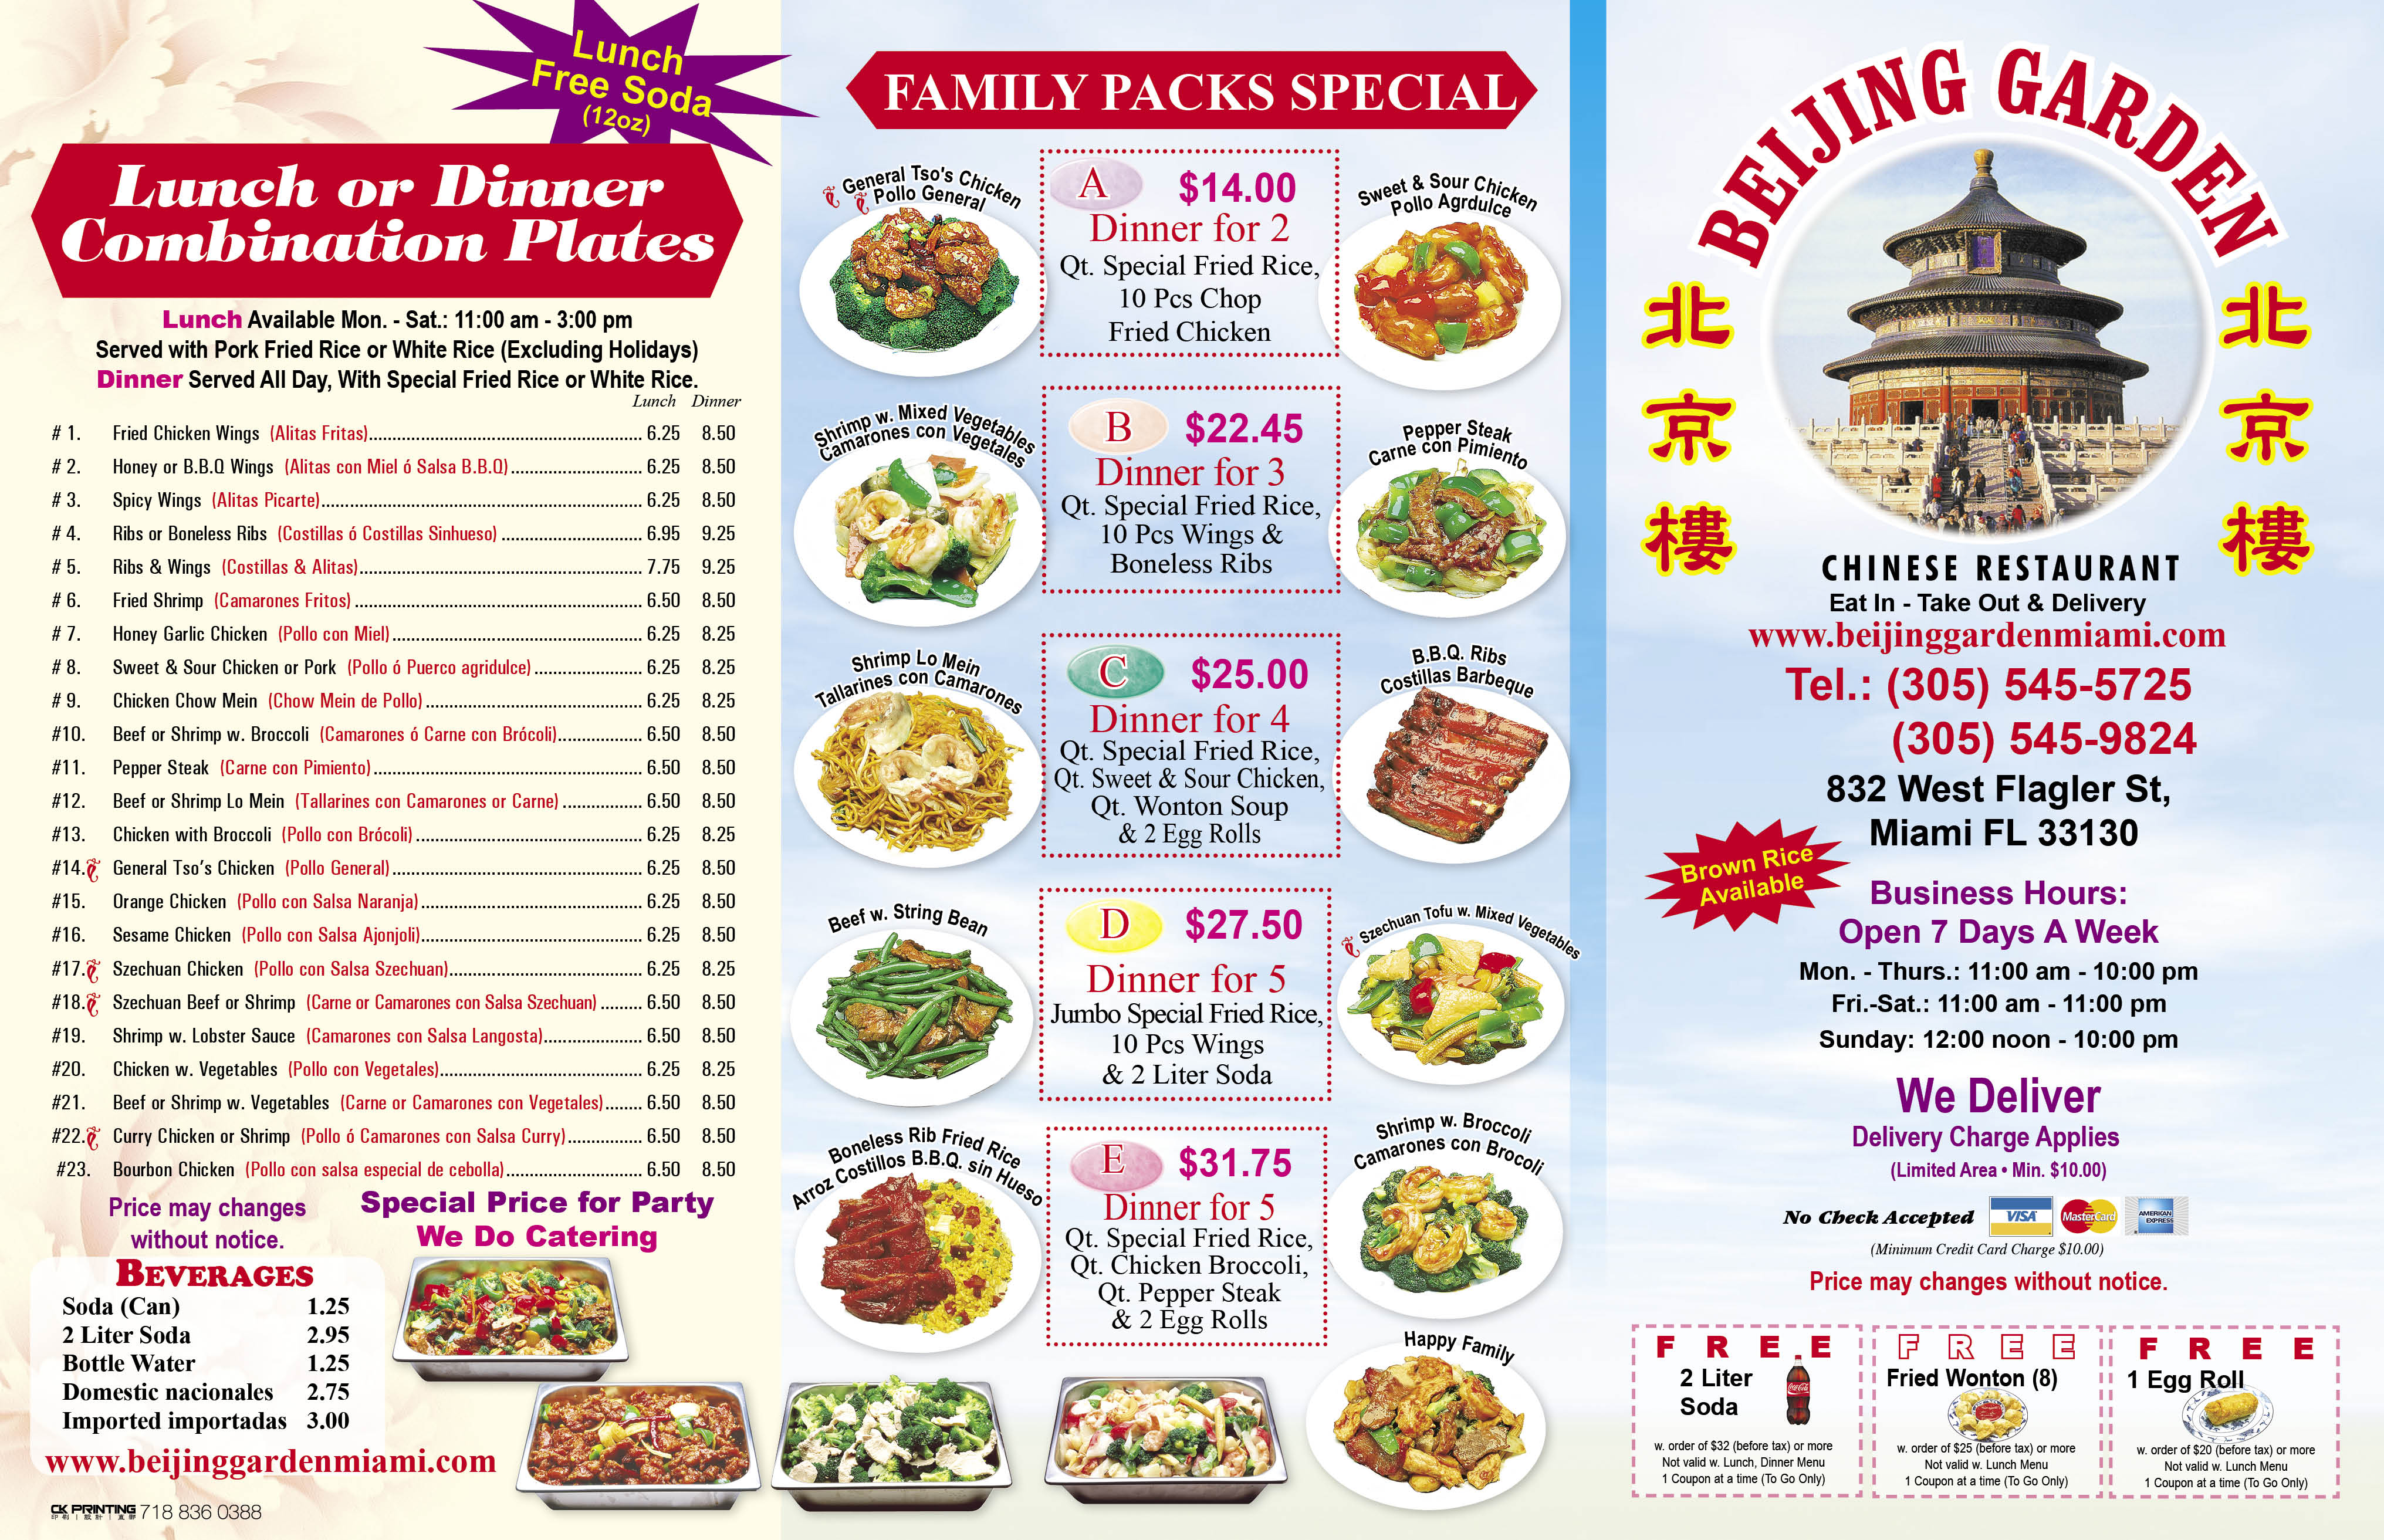 Lunch
Free Soda
(12oz)
Lunch or Dinner
Combination Plates
Lunch Available Mon. - Sat.: 11:00 am - 3:00 pm
Served with Pork Fried Rice or White Rice (Excluding Holidays)
Dinner Served All Day, With Special Fried Rice or White Rice.
Lunch Dinner
# 1. Fried Chicken Wings (Alitas Fritas) 6.25 8.50
# 2. Honey or B.B.Q Wings (Alitas con Miel ó Salsa B.B.Q) 6.25 8.50
# 3. Spicy Wings (Alitas Picarte) 6.25 8.50
# 4. Ribs or Boneless Ribs (Costillas ó Costillas Sinhueso) 6.95 9.25
# 5. Ribs & Wings (Costillas & Alitas) 7.75 9.25
# 6. Fried Shrimp (Camarones Fritos) 6.50 8.50
# 7. Honey Garlic Chicken (Pollo con Miel) 6.25 8.25
# 8. Sweet & Sour Chicken or Pork (Pollo ó Puerco agridulce) 6.25 8.25
# 9. Chicken Chow Mein (Chow Mein de Pollo) 6.25 8.25
#10. Beef or Shrimp w. Broccoli (Camarones ó Carne con Brócoli) 6.50 8.50
#11. Pepper Steak (Carne con Pimiento) 6.50 8.50
#12. Beef or Shrimp Lo Mein (Tallarines con Camarones or Carne) 6.50 8.50
#13. Chicken with Broccoli (Pollo con Brócoli) 6.25 8.25
#14. General Tso's Chicken (Pollo General) 6.25 8.50
#15. Orange Chicken (Pollo con Salsa Naranja) 6.25 8.50
#16. Sesame Chicken (Pollo con Salsa Ajonjoli) 6.25 8.50
#17. Szechuan Chicken (Pollo con Salsa Szechuan) 6.25 8.25
#18. Szechuan Beef or Shrimp (Carne or Camarones con Salsa Szechuan) 6.50 8.50
#19. Shrimp w. Lobster Sauce (Camarones con Salsa Langosta) 6.50 8.50
#20. Chicken w. Vegetables (Pollo con Vegetales) 6.25 8.25
#21. Beef or Shrimp w. Vegetables (Carne or Camarones con Vegetales) 6.50 8.50
#22. Curry Chicken or Shrimp (Pollo ó Camarones con Salsa Curry) 6.50 8.50
#23. Bourbon Chicken (Pollo con salsa especial de cebolla) 6.50 8.50
Price may changes
without notice.
Special Price for Party
We Do Catering
BEVERAGES
Soda (Can) 1.25
2 Liter Soda 2.95
Bottle Water 1.25
Domestic nacionales 2.75
Imported importadas 3.00
www.beijinggardenmiami.com
CK PRINTING 718 836 0388
印刷 | 設計 | 直郵
FAMILY PACKS SPECIAL
General Tso's Chicken
Pollo General
A $14.00
Dinner for 2
Qt. Special Fried Rice,
10 Pcs Chop
Fried Chicken
Sweet & Sour Chicken
Pollo Agrdulce
Shrimp w. Mixed Vegetables
Camarones con Vegetales
B $22.45
Dinner for 3
Qt. Special Fried Rice,
10 Pcs Wings &
Boneless Ribs
Pepper Steak
Carne con Pimiento
Shrimp Lo Mein
Tallarines con Camarones
C $25.00
Dinner for 4
Qt. Special Fried Rice,
Qt. Sweet & Sour Chicken,
Qt. Wonton Soup
& 2 Egg Rolls
B.B.Q. Ribs
Costillas Barbeque
Beef w. String Bean
D $27.50
Dinner for 5
Jumbo Special Fried Rice,
10 Pcs Wings
& 2 Liter Soda
Szechuan Tofu w. Mixed Vegetables
Boneless Rib Fried Rice
Arroz Costillos B.B.Q. sin Hueso
E $31.75
Dinner for 5
Qt. Special Fried Rice,
Qt. Chicken Broccoli,
Qt. Pepper Steak
& 2 Egg Rolls
Shrimp w. Broccoli
Camarones con Brocoli
Happy Family
BEIJING GARDEN
北京樓
北京樓
CHINESE RESTAURANT
Eat In - Take Out & Delivery
www.beijinggardenmiami.com
Tel.: (305) 545-5725
(305) 545-9824
832 West Flagler St,
Miami FL 33130
Brown Rice
Available
Business Hours:
Open 7 Days A Week
Mon. - Thurs.: 11:00 am - 10:00 pm
Fri.-Sat.: 11:00 am - 11:00 pm
Sunday: 12:00 noon - 10:00 pm
We Deliver
Delivery Charge Applies
(Limited Area • Min. $10.00)
No Check Accepted VISA MasterCard AMERICAN EXPRESS
(Minimum Credit Card Charge $10.00)
Price may changes without notice.
FREE
2 Liter
Soda
Coca-Cola
w. order of $32 (before tax) or more
Not valid w. Lunch, Dinner Menu
1 Coupon at a time (To Go Only)
FREE
Fried Wonton (8)
w. order of $25 (before tax) or more
Not valid w. Lunch Menu
1 Coupon at a time (To Go Only)
FREE
1 Egg Roll
w. order of $20 (before tax) or more
Not valid w. Lunch Menu
1 Coupon at a time (To Go Only)